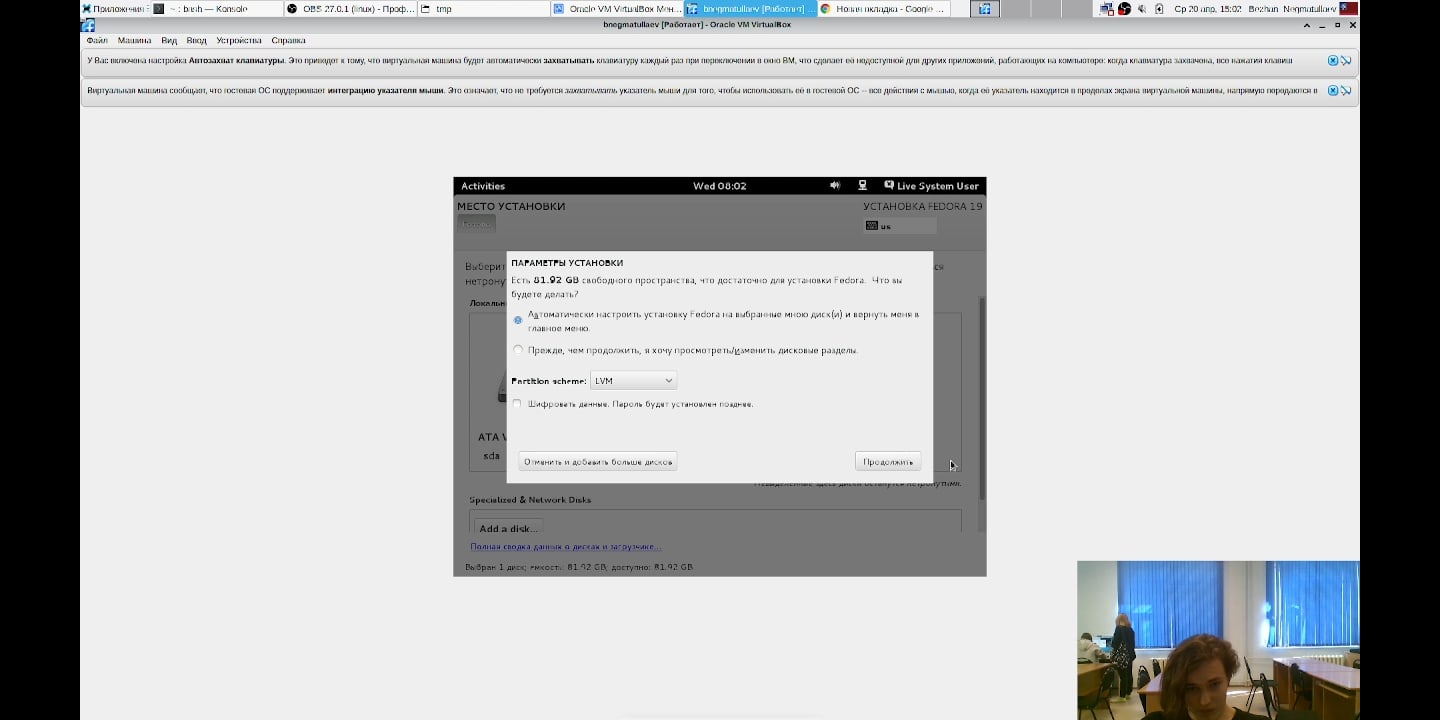 Приложения
~ : bash — Konsole
OBS 27.0.1 (linux) - Проф...
tmp
Oracle VM VirtualBox Мен...
bnegmatullaev [Работает] ...
Новая вкладка - Google ...
Ср 20 апр, 15:02
Bezhan Negmatullaev
bnegmatullaev [Работает] - Oracle VM VirtualBox
Файл Машина Вид Ввод Устройства Справка
У Вас включена настройка Автозахват клавиатуры. Это приведет к тому, что виртуальная машина будет автоматически захватывать клавиатуру каждый раз при переключении в окно ВМ, что сделает её недоступной для других приложений, работающих на компьютере: когда клавиатура захвачена, все нажатия клавиш
Виртуальная машина сообщает, что гостевая ОС поддерживает интеграцию указателя мыши. Это означает, что не требуется захватывать указатель мыши для того, чтобы использовать её в гостевой ОС -- все действия с мышью, когда её указатель находится в пределах экрана виртуальной машины, напрямую передаются в
Activities
Wed 08:02
Live System User
МЕСТО УСТАНОВКИ
УСТАНОВКА FEDORA 19
Готово
us
Выберит
ся
нетрону
Локальн
ПАРАМЕТРЫ УСТАНОВКИ
Есть 81.92 GB свободного пространства, что достаточно для установки Fedora. Что вы
будете делать?
Автоматически настроить установку Fedora на выбранные мною диск(и) и вернуть меня в
главное меню.
Прежде, чем продолжить, я хочу просмотреть/изменить дисковые разделы.
Partition scheme: LVM
Шифровать данные. Пароль будет установлен позднее.
Отменить и добавить больше дисков
Продолжить
ATA V
sda
Невыделенные здесь диски останутся нетронутыми.
Specialized & Network Disks
Add a disk...
Полная сводка данных о дисках и загрузчике...
Выбран 1 диск; емкость: 81.92 GB; доступно: 81.92 GB